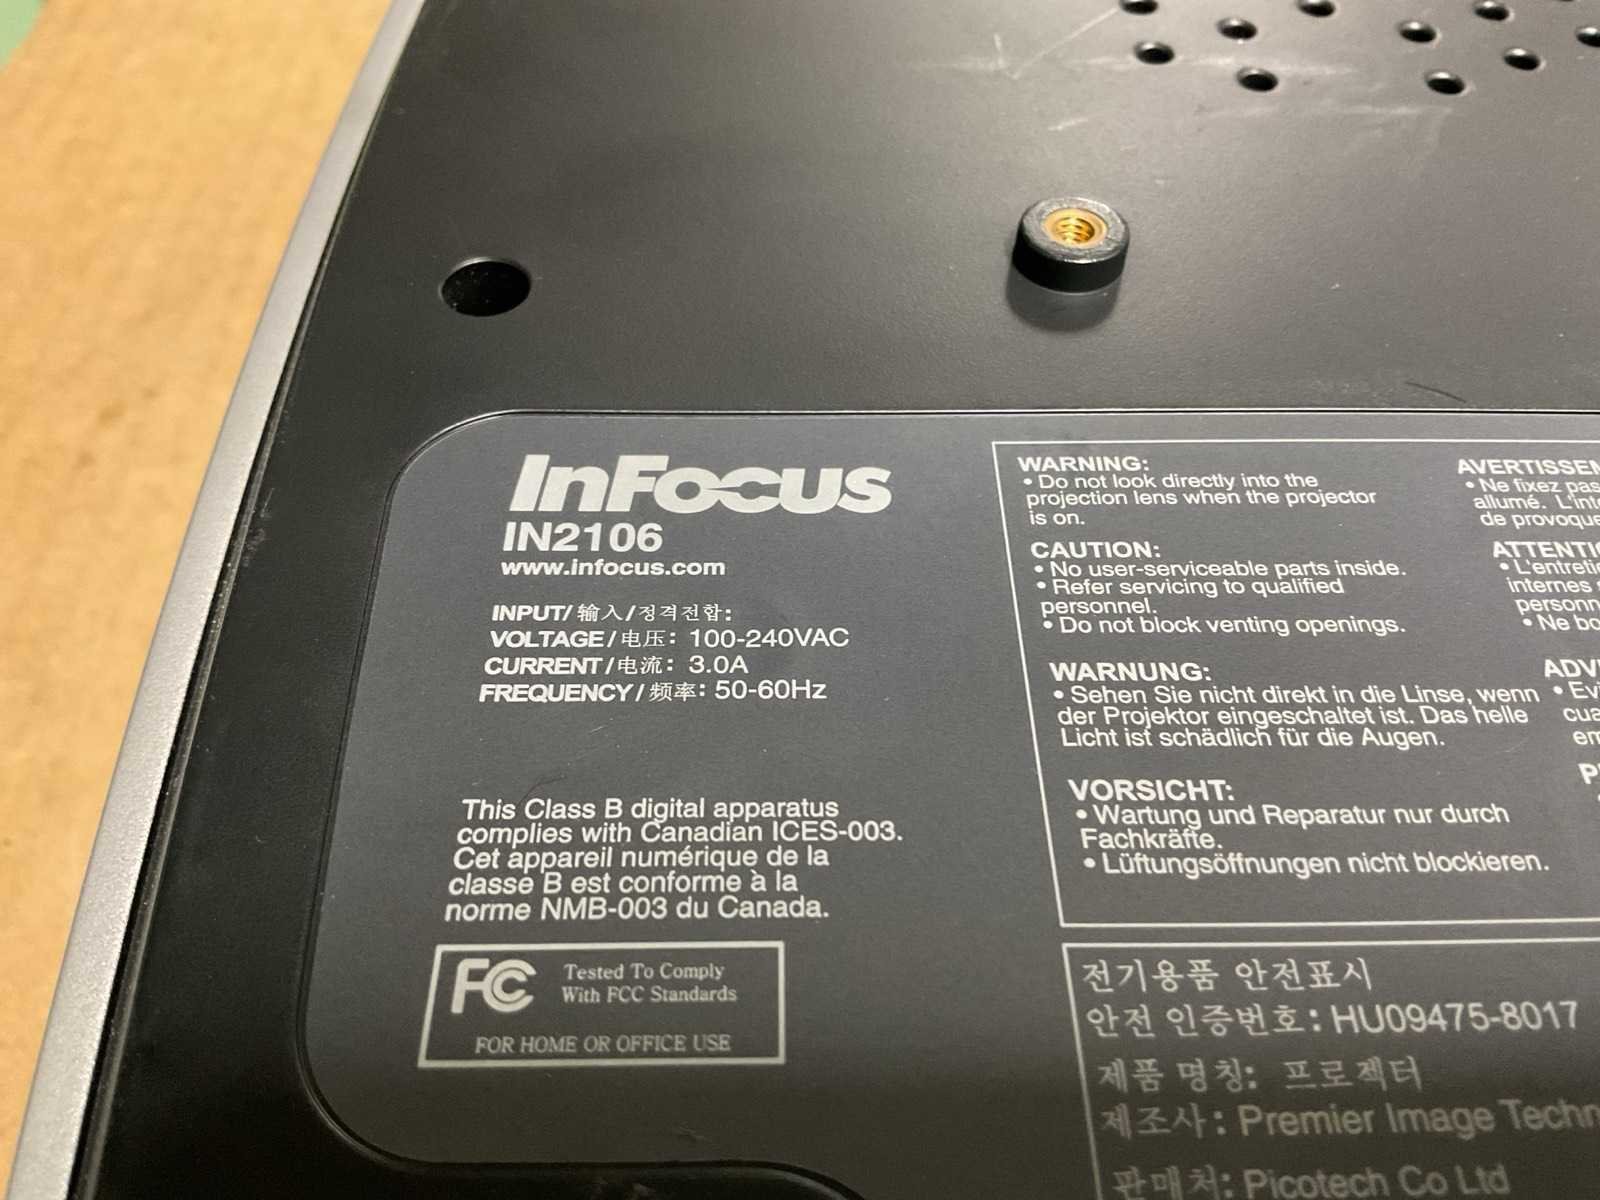 InFocus
IN2106
www.infocus.com
INPUT/输入/정격전합:
VOLTAGE/电压: 100-240VAC
CURRENT/电流: 3.0A
FREQUENCY/频率: 50-60Hz
This Class B digital apparatus
complies with Canadian ICES-003.
Cet appareil numérique de la
classe B est conforme à la
norme NMB-003 du Canada.
FC Tested To Comply
With FCC Standards
FOR HOME OR OFFICE USE
WARNING:
• Do not look directly into the
projection lens when the projector
is on.
CAUTION:
• No user-serviceable parts inside.
• Refer servicing to qualified
personnel.
• Do not block venting openings.
WARNUNG:
• Sehen Sie nicht direkt in die Linse, wenn
der Projektor eingeschaltet ist. Das helle
Licht ist schädlich für die Augen.
VORSICHT:
• Wartung und Reparatur nur durch
Fachkräfte.
• Lüftungsöffnungen nicht blockieren.
• Ne fixez pas
allumé.
de
• Ne
전기용품 안전표시
안전 인증번호: HU09475-8017
제품 명칭: 프로젝터
제조사: Premier Image
판매처: Picotech Co Ltd